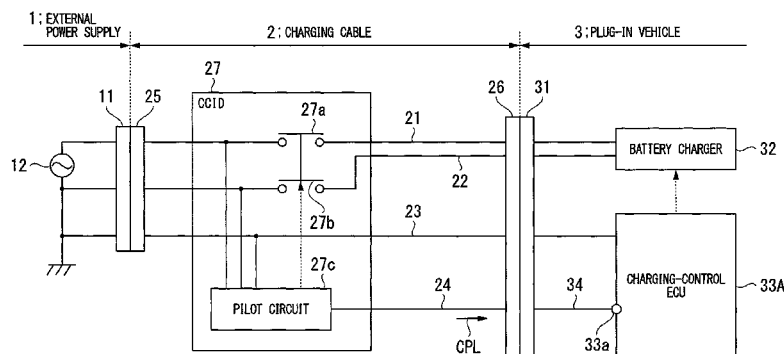 1;EXTERNAL
POWER SUPPLY
2;CHARGING CABLE
3;PLUG-IN VEHICLE
27
CCID
11
25
27a
21
26
31
12
22
BATTERY CHARGER
32
27b
23
27c
PILOT CIRCUIT
24
34
CHARGING-CONTROL
ECU
33A
CPL
33a